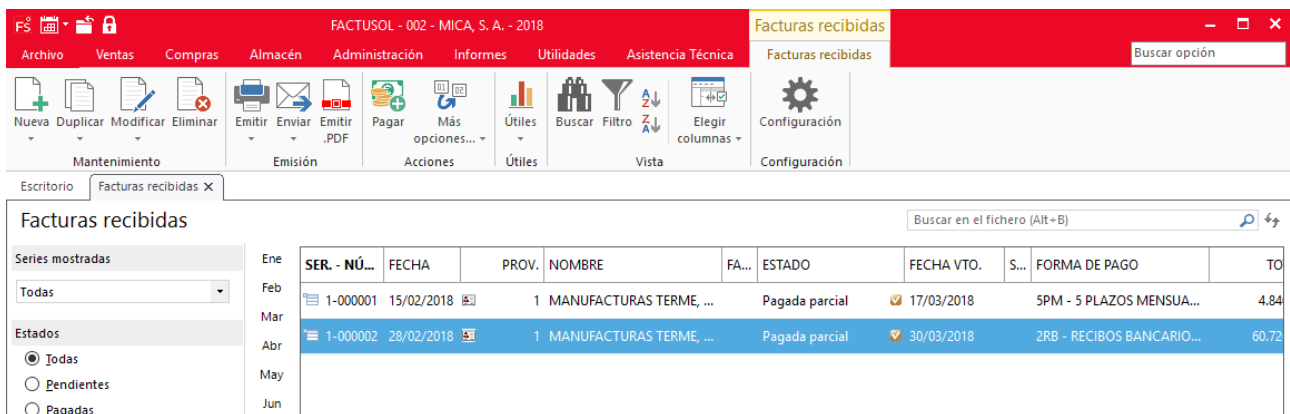 FS FACTUSOL - 002 - MICA, S. A. - 2018 Facturas recibidas
Archivo Ventas Compras Almacén Administración Informes Utilidades Asistencia Técnica Facturas recibidas Buscar opción
Nueva Duplicar Modificar Eliminar Emitir Enviar Emitir .PDF Pagar Más opciones... Útiles Buscar Filtro Elegir columnas Configuración
Mantenimiento Emisión Acciones Útiles Vista Configuración
Escritorio Facturas recibidas X
Facturas recibidas Buscar en el fichero (Alt+B)
Series mostradas
Todas
Estados
Todas
Pendientes
Pagadas
Ene
Feb
Mar
Abr
May
Jun
SER. - NÚ... FECHA PROV. NOMBRE FA... ESTADO FECHA VTO. S... FORMA DE PAGO TO
1-000001 15/02/2018 1 MANUFACTURAS TERME, ... Pagada parcial 17/03/2018 5PM - 5 PLAZOS MENSUA... 4.84
1-000002 28/02/2018 1 MANUFACTURAS TERME, ... Pagada parcial 30/03/2018 2RB - RECIBOS BANCARIO... 60.72